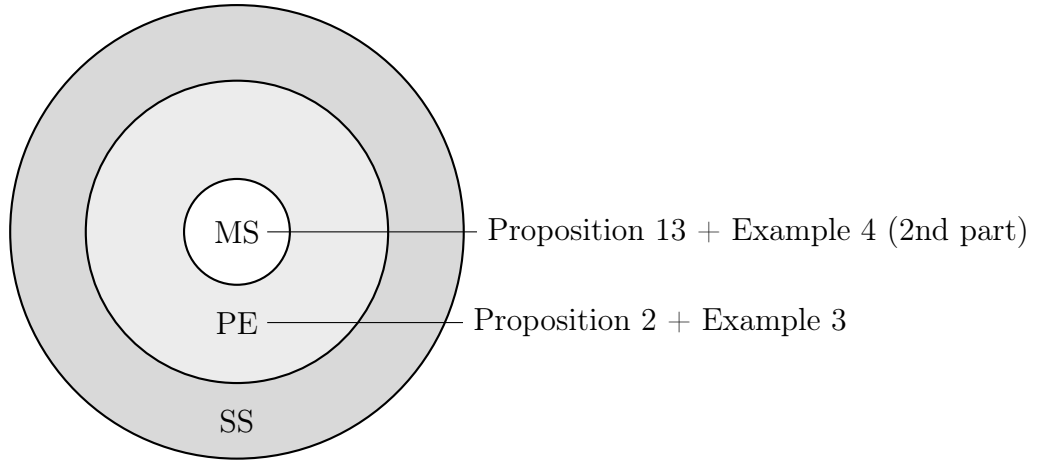 MS
Proposition 13 + Example 4 (2nd part)
PE
Proposition 2 + Example 3
SS